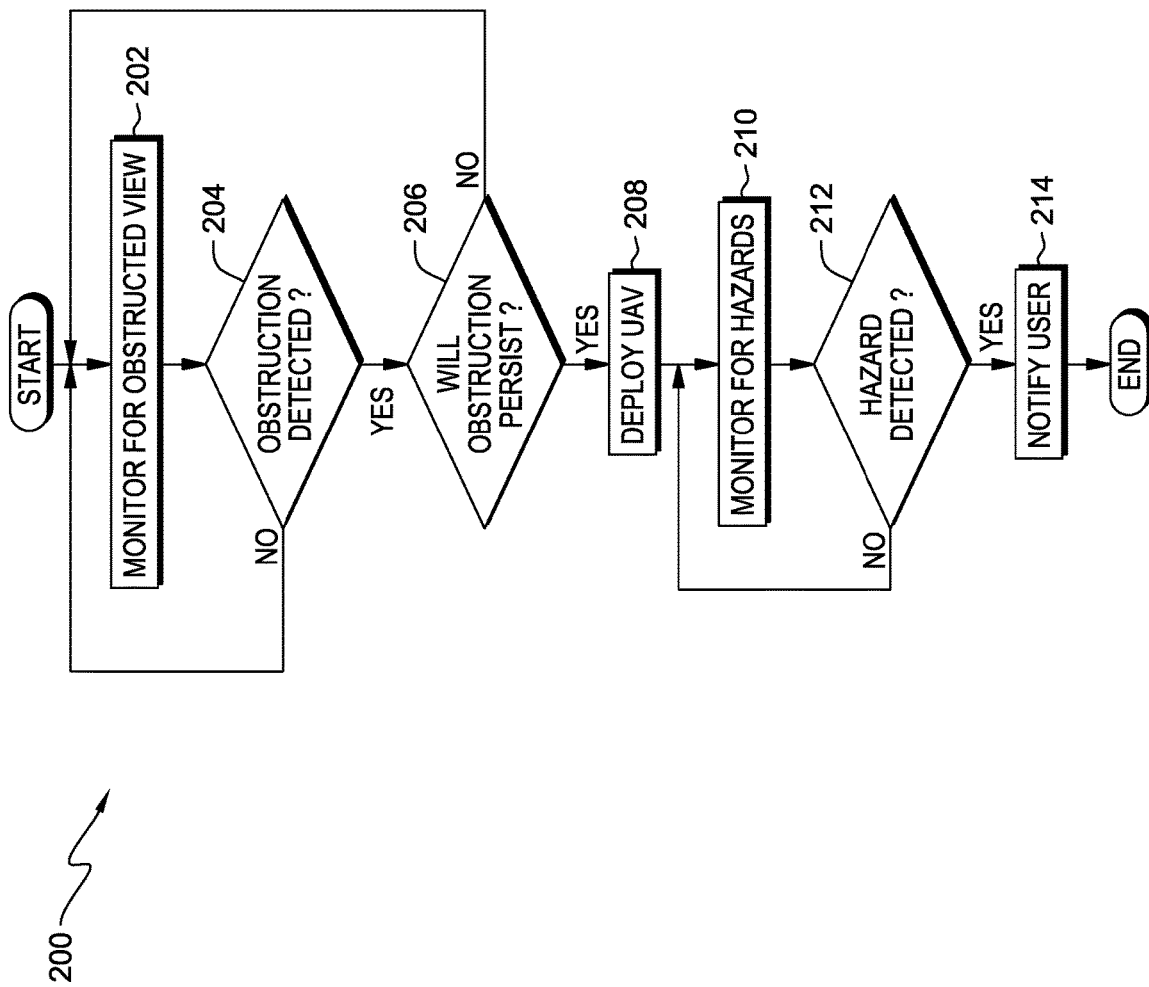 200
START
MONITOR FOR OBSTRUCTED VIEW
202
OBSTRUCTION
DETECTED ?
204
NO
YES
WILL
OBSTRUCTION
PERSIST ?
206
NO
YES
DEPLOY UAV
208
MONITOR FOR HAZARDS
210
HAZARD
DETECTED ?
212
NO
YES
NOTIFY USER
214
END